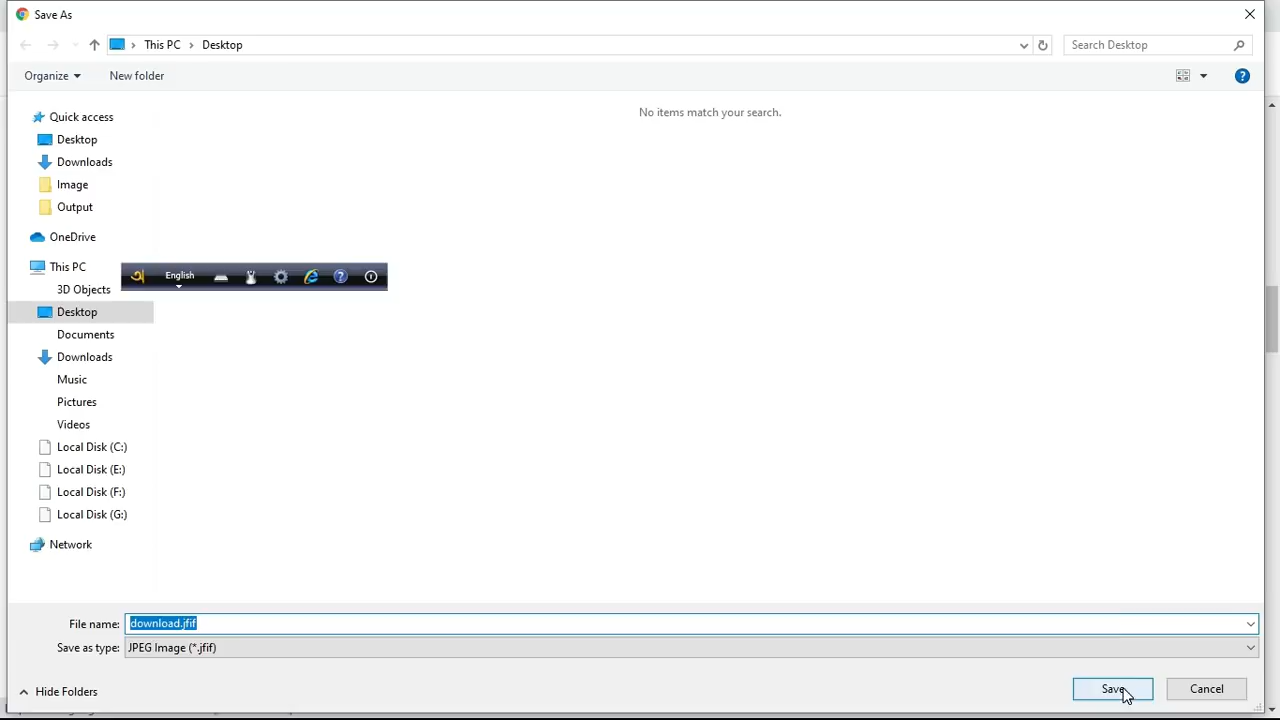 Save As
This PC > Desktop
Search Desktop
Organize
New folder
No items match your search.
Quick access
Desktop
Downloads
Image
Output
OneDrive
This PC
অ English
3D Objects
Desktop
Documents
Downloads
Music
Pictures
Videos
Local Disk (C:)
Local Disk (E:)
Local Disk (F:)
Local Disk (G:)
Network
File name: download.jfif
Save as type: JPEG Image (*.jfif)
Hide Folders
Save
Cancel